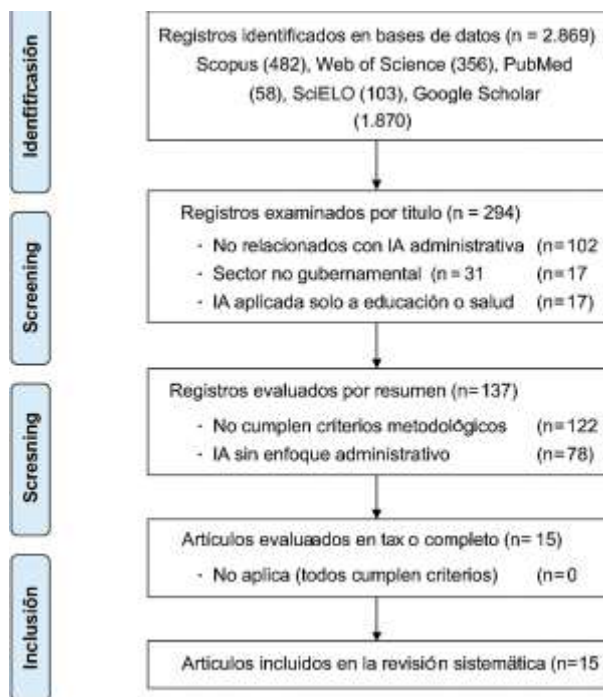 Identifificasión
Registros identificados en bases de datos (n = 2.869)
Scopus (482), Web of Science (356), PubMed
(58), SciELO (103), Google Scholar
(1.870)
Screening
Registros examinados por titulo (n = 294)
- No relacionados con IA administrativa (n=102
- Sector no gubernamental (n = 31 (n=17
- IA aplicada solo a educación o salud (n=17)
Scresning
Registros evaluados por resumen (n=137)
- No cumplen criterios metodológicos (n=122
- IA sin enfoque administrativo (n=78)
Artículos evaluaados en tax o completo (n= 15)
- No aplica (todos cumplen criterios) (n=0
Inclusión
Articulos incluidos en la revisión sistemätica (n=15